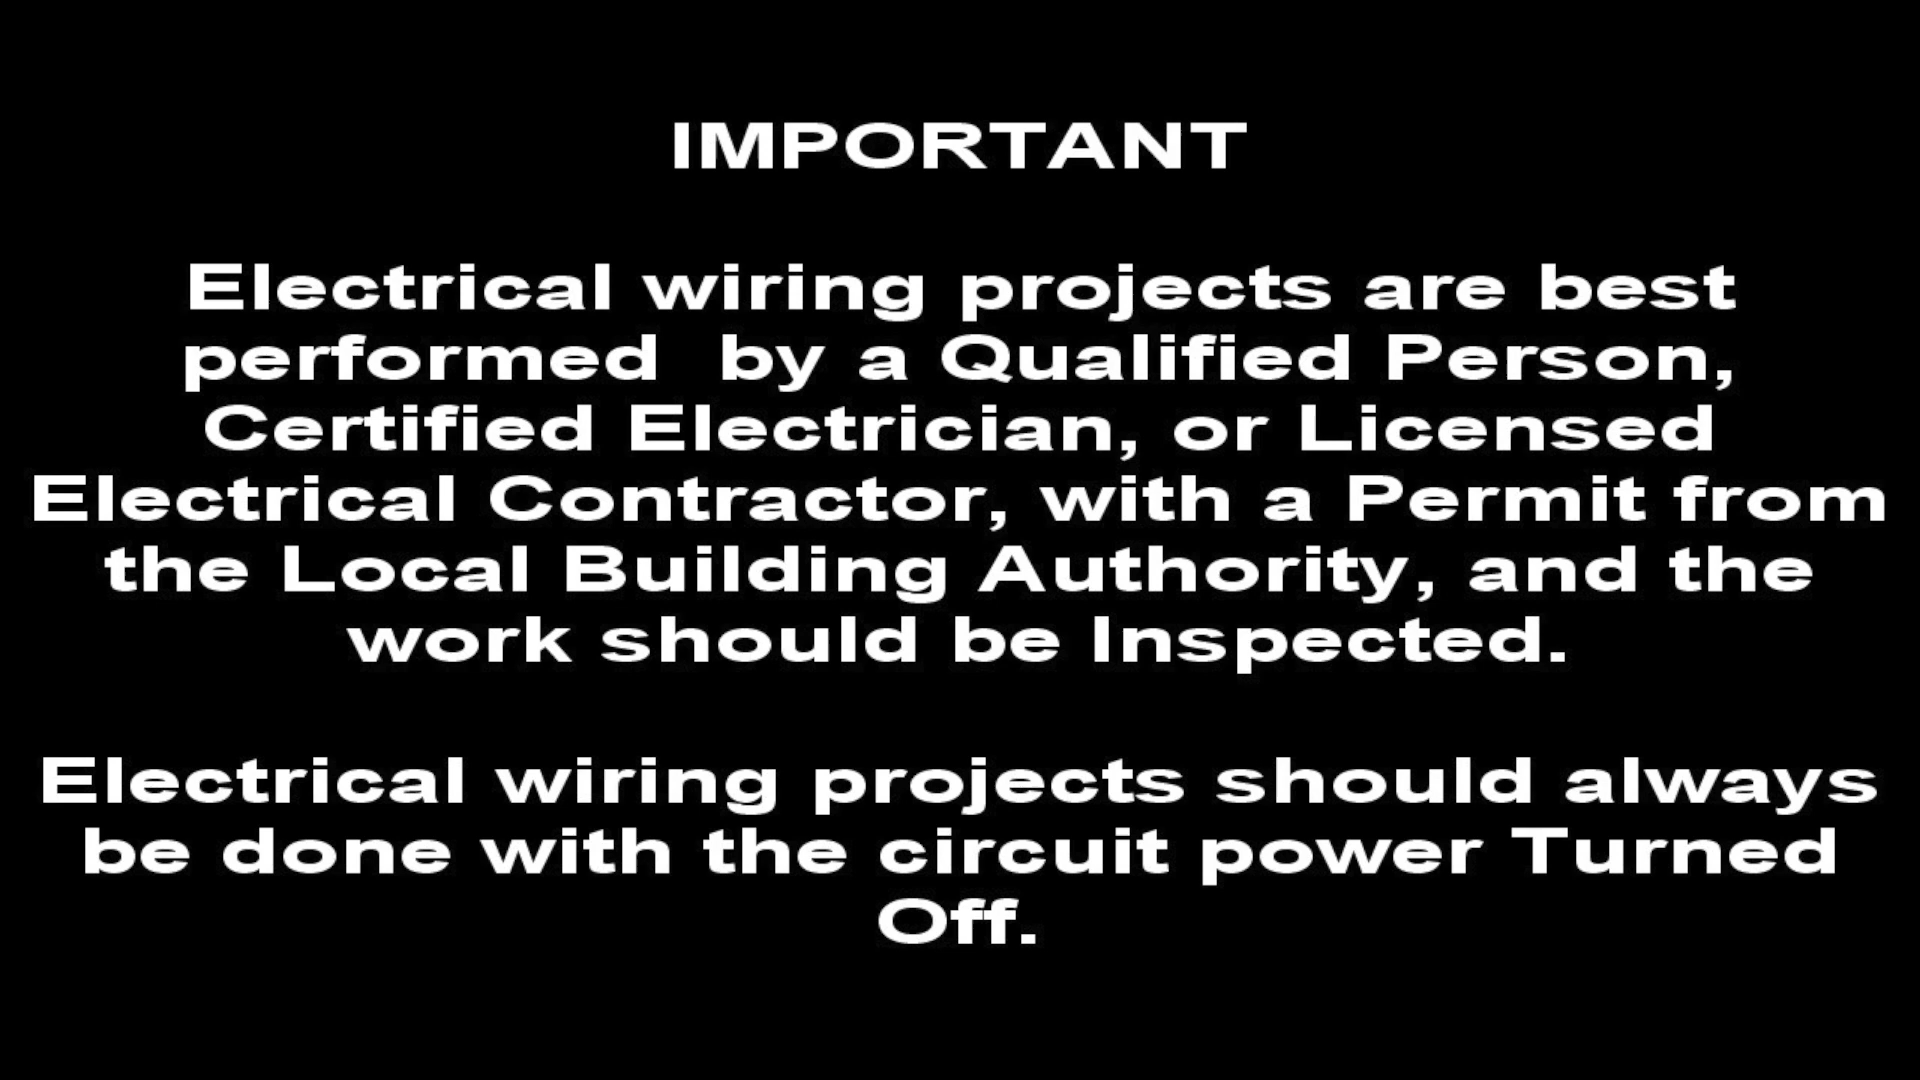 IMPORTANT
Electrical wiring projects are best
performed  by a Qualified Person,
Certified Electrician, or Licensed
Electrical Contractor, with a Permit from
the Local Building Authority, and the
work should be Inspected.
Electrical wiring projects should always
be done with the circuit power Turned
Off.